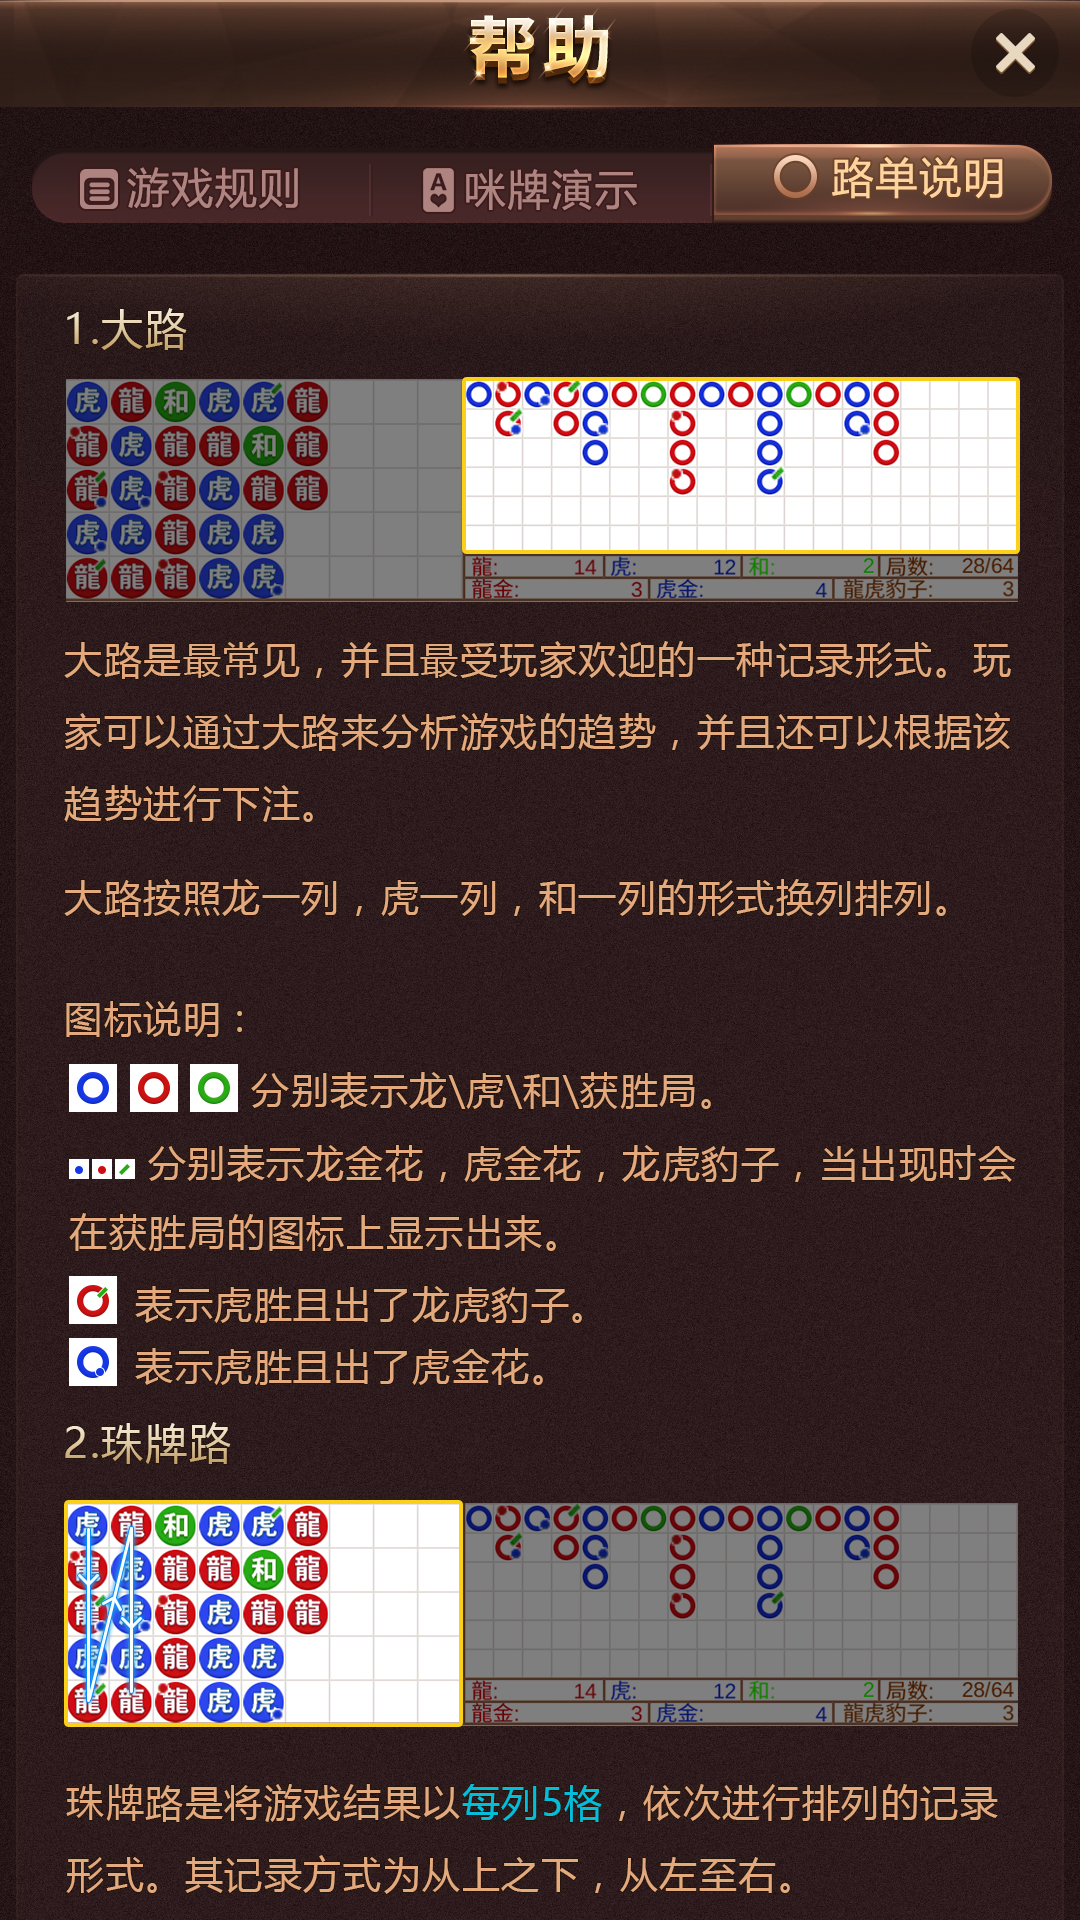 帮助
游戏规则 A 咪牌演示 路单说明
1.大路
虎 龍 和 虎 虎 龍
龍 虎 龍 龍 和 龍
龍 虎 龍 虎 龍 龍
虎 虎 龍 虎 虎
龍 龍 龍 虎 虎
龍: 14 虎: 12 和: 2 局数: 28/64
龍金: 3 虎金: 4 龍虎豹子: 3
大路是最常见，并且最受玩家欢迎的一种记录形式。玩
家可以通过大路来分析游戏的趋势，并且还可以根据该
趋势进行下注。
大路按照龙一列，虎一列，和一列的形式换列排列。
图标说明：
分别表示龙\虎\和\获胜局。
分别表示龙金花，虎金花，龙虎豹子，当出现时会
在获胜局的图标上显示出来。
表示虎胜且出了龙虎豹子。
表示虎胜且出了虎金花。
2.珠牌路
虎 龍 和 虎 虎 龍
龍 虎 龍 龍 和 龍
龍 虎 龍 虎 龍 龍
虎 虎 龍 虎 虎
龍 龍 龍 虎 虎
龍: 14 虎: 12 和: 2 局数: 28/64
龍金: 3 虎金: 4 龍虎豹子: 3
珠牌路是将游戏结果以每列5格，依次进行排列的记录
形式。其记录方式为从上之下，从左至右。